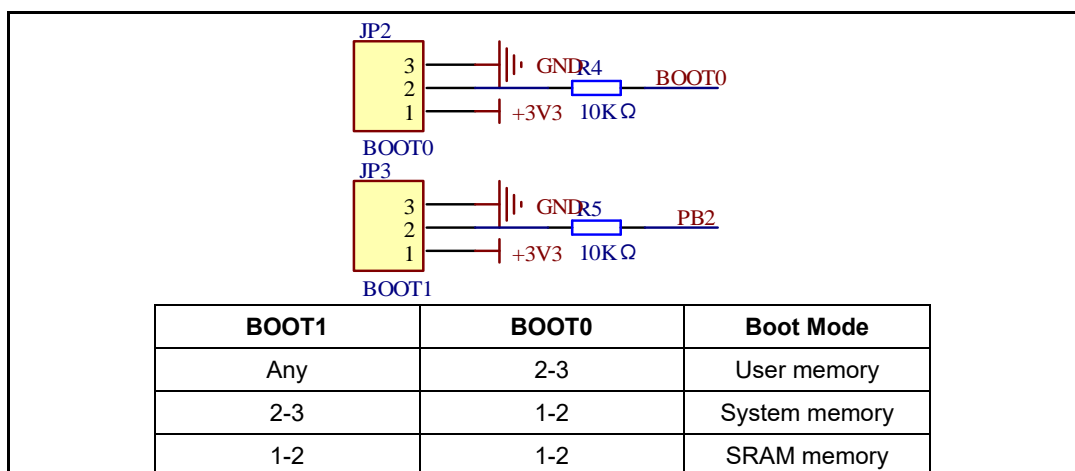 JP2
3 GND R4 BOOT0
2
1 +3V3 10KΩ
BOOT0
JP3
3 GND R5 PB2
2
1 +3V3 10KΩ
BOOT1
BOOT1 BOOT0 Boot Mode
Any 2-3 User memory
2-3 1-2 System memory
1-2 1-2 SRAM memory